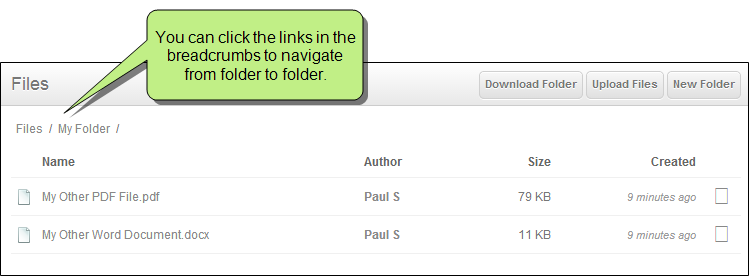 You can click the links in the
breadcrumbs to navigate
from folder to folder.
Files
Download Folder Upload Files New Folder
Files / My Folder /
Name Author Size Created
My Other PDF File.pdf Paul S 79 KB 9 minutes ago
My Other Word Document.docx Paul S 11 KB 9 minutes ago